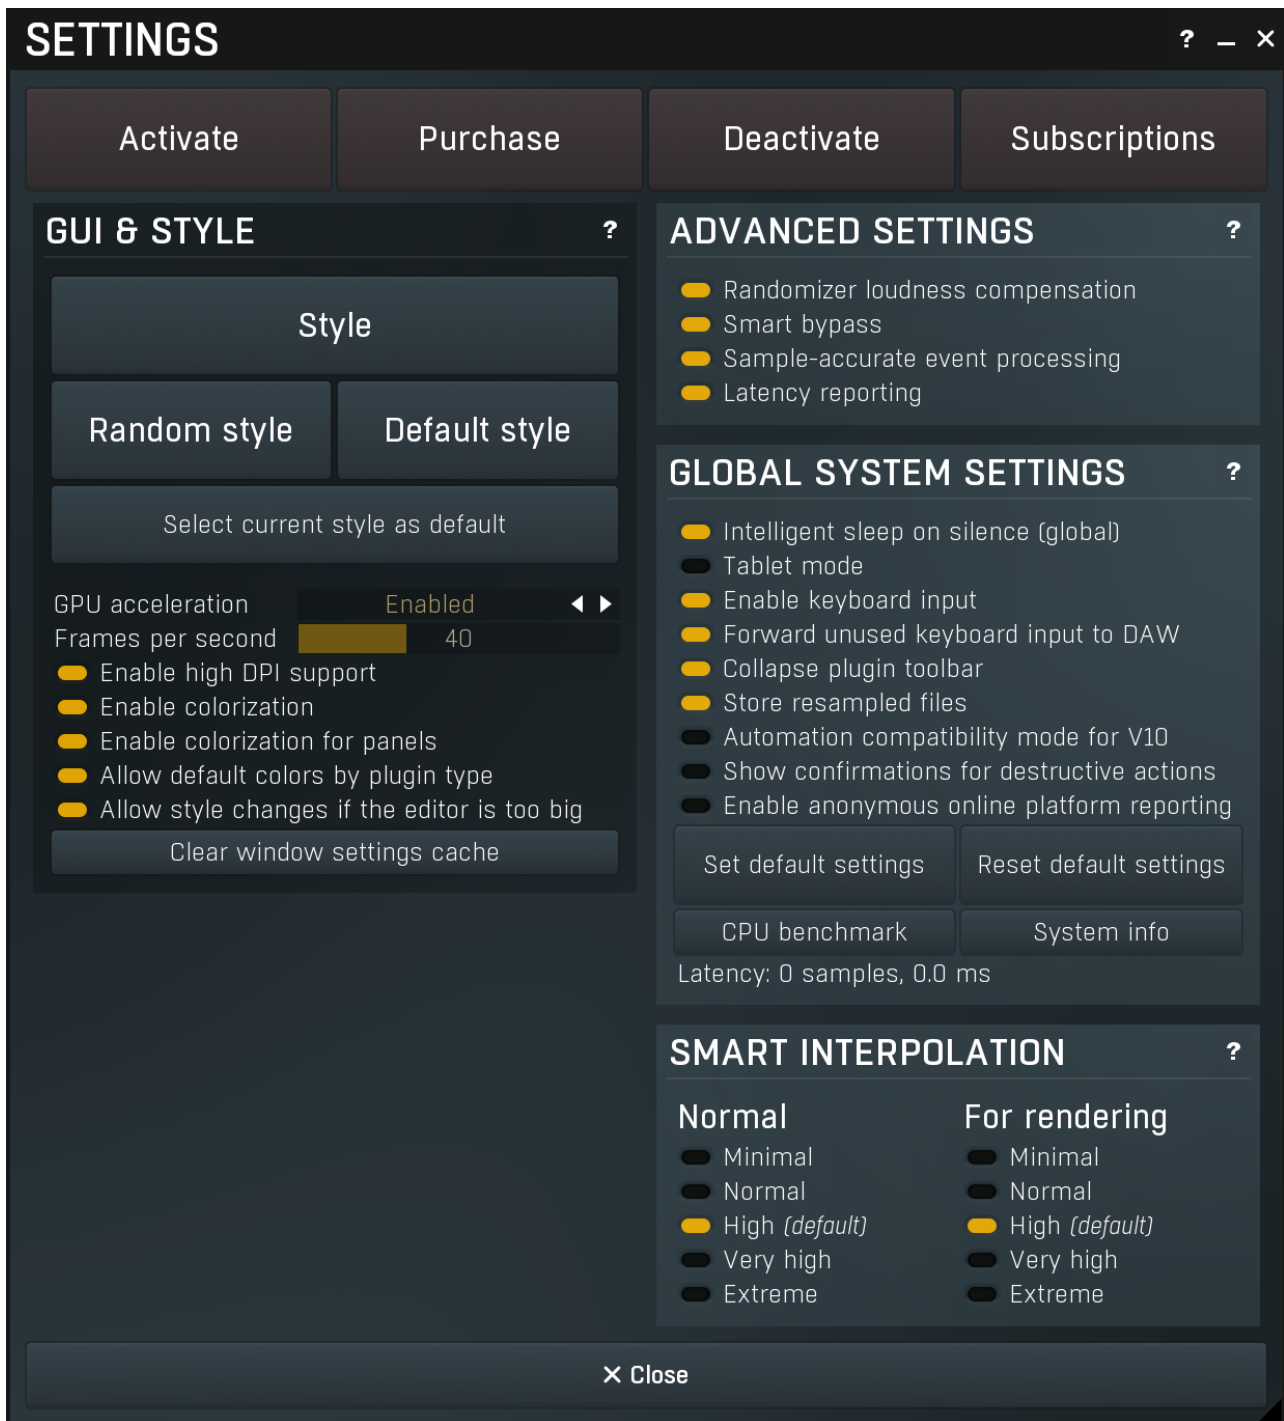 SETTINGS
? _ ×
Activate Purchase Deactivate Subscriptions
GUI & STYLE ?
Style
Random style Default style
Select current style as default
GPU acceleration Enabled
Frames per second 40
Enable high DPI support
Enable colorization
Enable colorization for panels
Allow default colors by plugin type
Allow style changes if the editor is too big
Clear window settings cache
ADVANCED SETTINGS ?
Randomizer loudness compensation
Smart bypass
Sample-accurate event processing
Latency reporting
GLOBAL SYSTEM SETTINGS ?
Intelligent sleep on silence (global)
Tablet mode
Enable keyboard input
Forward unused keyboard input to DAW
Collapse plugin toolbar
Store resampled files
Automation compatibility mode for V10
Show confirmations for destructive actions
Enable anonymous online platform reporting
Set default settings Reset default settings
CPU benchmark System info
Latency: 0 samples, 0.0 ms
SMART INTERPOLATION ?
Normal
Minimal
Normal
High (default)
Very high
Extreme
For rendering
Minimal
Normal
High (default)
Very high
Extreme
× Close